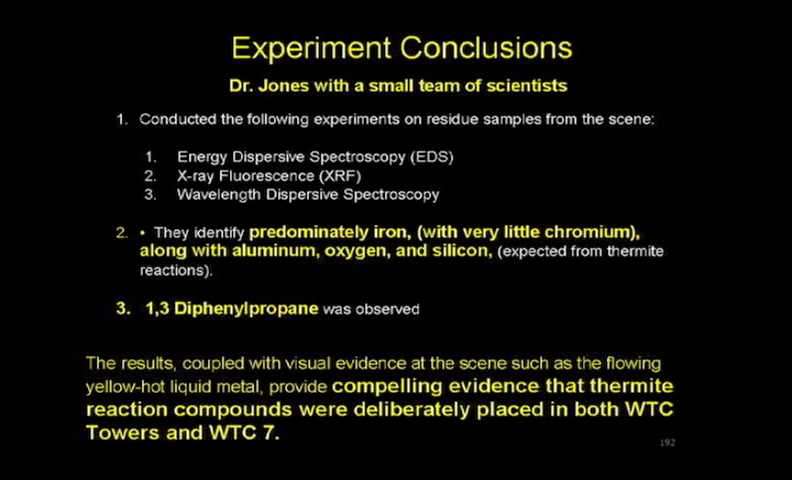 Experiment Conclusions
Dr. Jones with a small team of scientists
1. Conducted the following experiments on residue samples from the scene:
1. Energy Dispersive Spectroscopy (EDS)
2. X-ray Fluorescence (XRF)
3. Wavelength Dispersive Spectroscopy
2. • They identify predominately iron, (with very little chromium),
along with aluminum, oxygen, and silicon, (expected from thermite
reactions).
3. 1,3 Diphenylpropane was observed
The results, coupled with visual evidence at the scene such as the flowing
yellow-hot liquid metal, provide compelling evidence that thermite
reaction compounds were deliberately placed in both WTC
Towers and WTC 7.
192